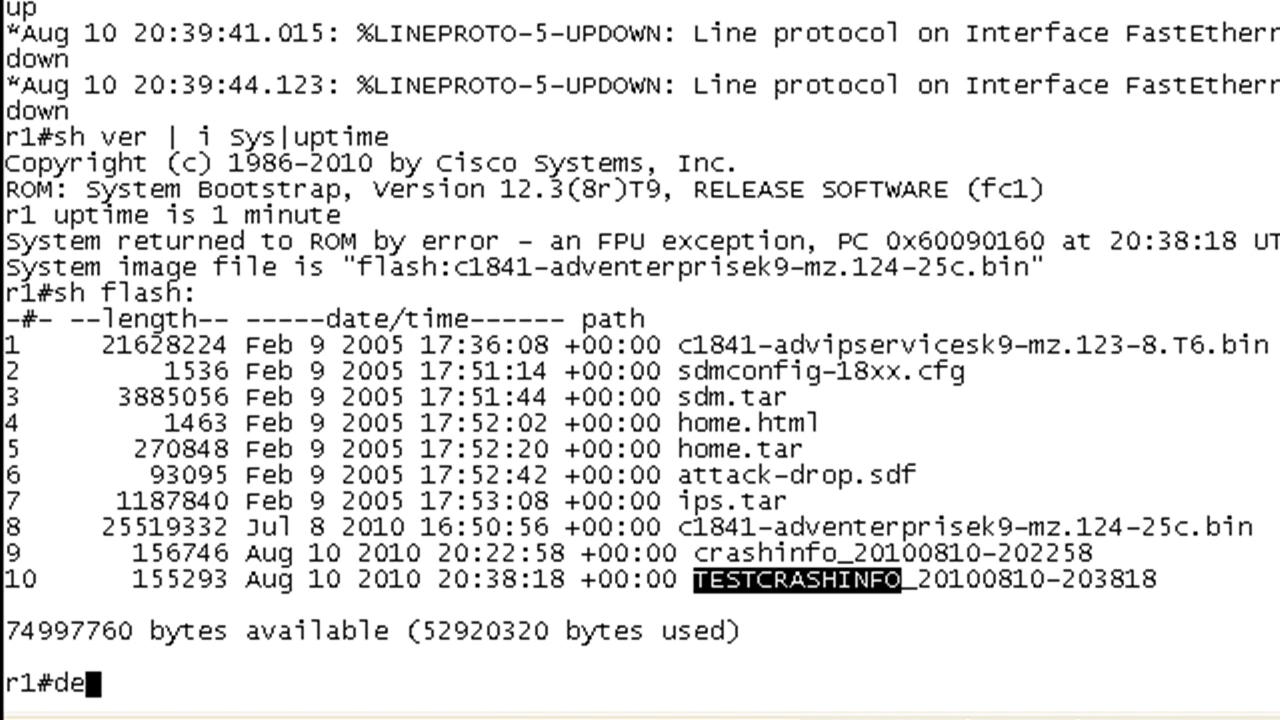 up
*Aug 10 20:39:41.015: %LINEPROTO-5-UPDOWN: Line protocol on Interface FastEthern
down
*Aug 10 20:39:44.123: %LINEPROTO-5-UPDOWN: Line protocol on Interface FastEthern
down
r1#sh ver | i Sys|uptime
Copyright (c) 1986-2010 by Cisco Systems, Inc.
ROM: System Bootstrap, Version 12.3(8r)T9, RELEASE SOFTWARE (fc1)
r1 uptime is 1 minute
System returned to ROM by error - an FPU exception, PC 0x60090160 at 20:38:18 UT
System image file is "flash:c1841-adventerprisek9-mz.124-25c.bin"
r1#sh flash:
-#- --length-- -----date/time------ path
1 21628224 Feb 9 2005 17:36:08 +00:00 c1841-advipservicesk9-mz.123-8.T6.bin
2 1536 Feb 9 2005 17:51:14 +00:00 sdmconfig-18xx.cfg
3 3885056 Feb 9 2005 17:51:44 +00:00 sdm.tar
4 1463 Feb 9 2005 17:52:02 +00:00 home.html
5 270848 Feb 9 2005 17:52:20 +00:00 home.tar
6 93095 Feb 9 2005 17:52:42 +00:00 attack-drop.sdf
7 1187840 Feb 9 2005 17:53:08 +00:00 ips.tar
8 25519332 Jul 8 2010 16:50:56 +00:00 c1841-adventerprisek9-mz.124-25c.bin
9 156746 Aug 10 2010 20:22:58 +00:00 crashinfo_20100810-202258
10 155293 Aug 10 2010 20:38:18 +00:00 TESTCRASHINFO_20100810-203818
74997760 bytes available (52920320 bytes used)
r1#de